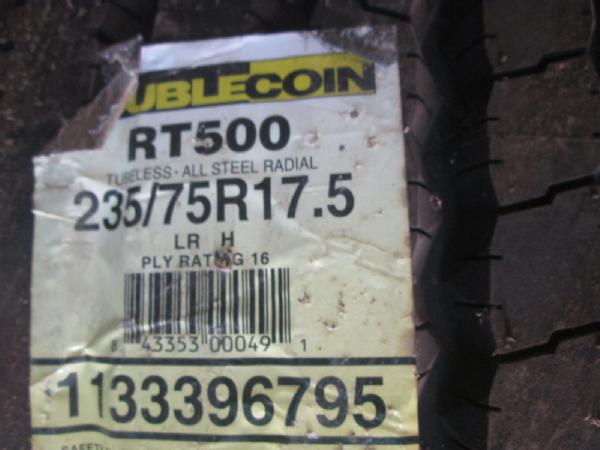 UBLECOIN
RT500
TUBELESS · ALL STEEL RADIAL
235/75R17.5
LR H
PLY RATING 16
8 43353 00049 1
1133396795